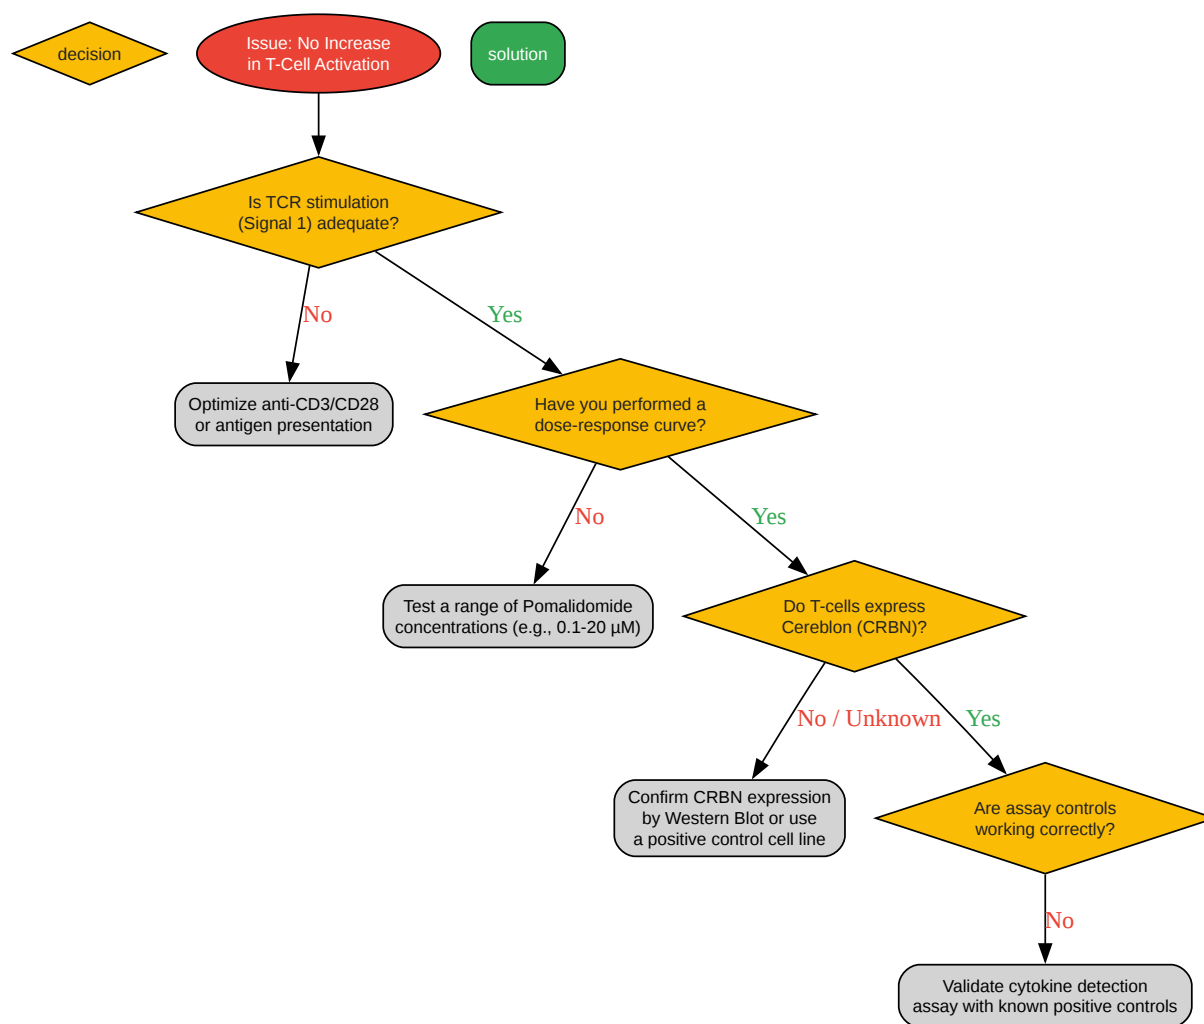 decision
Issue: No Increase
in T-Cell Activation
solution
Is TCR stimulation
(Signal 1) adequate?
No
Yes
Optimize anti-CD3/CD28
or antigen presentation
Have you performed a
dose-response curve?
No
Yes
Test a range of Pomalidomide
concentrations (e.g., 0.1-20 µM)
Do T-cells express
Cereblon (CRBN)?
No / Unknown
Yes
Confirm CRBN expression
by Western Blot or use
a positive control cell line
Are assay controls
working correctly?
No
Validate cytokine detection
assay with known positive controls